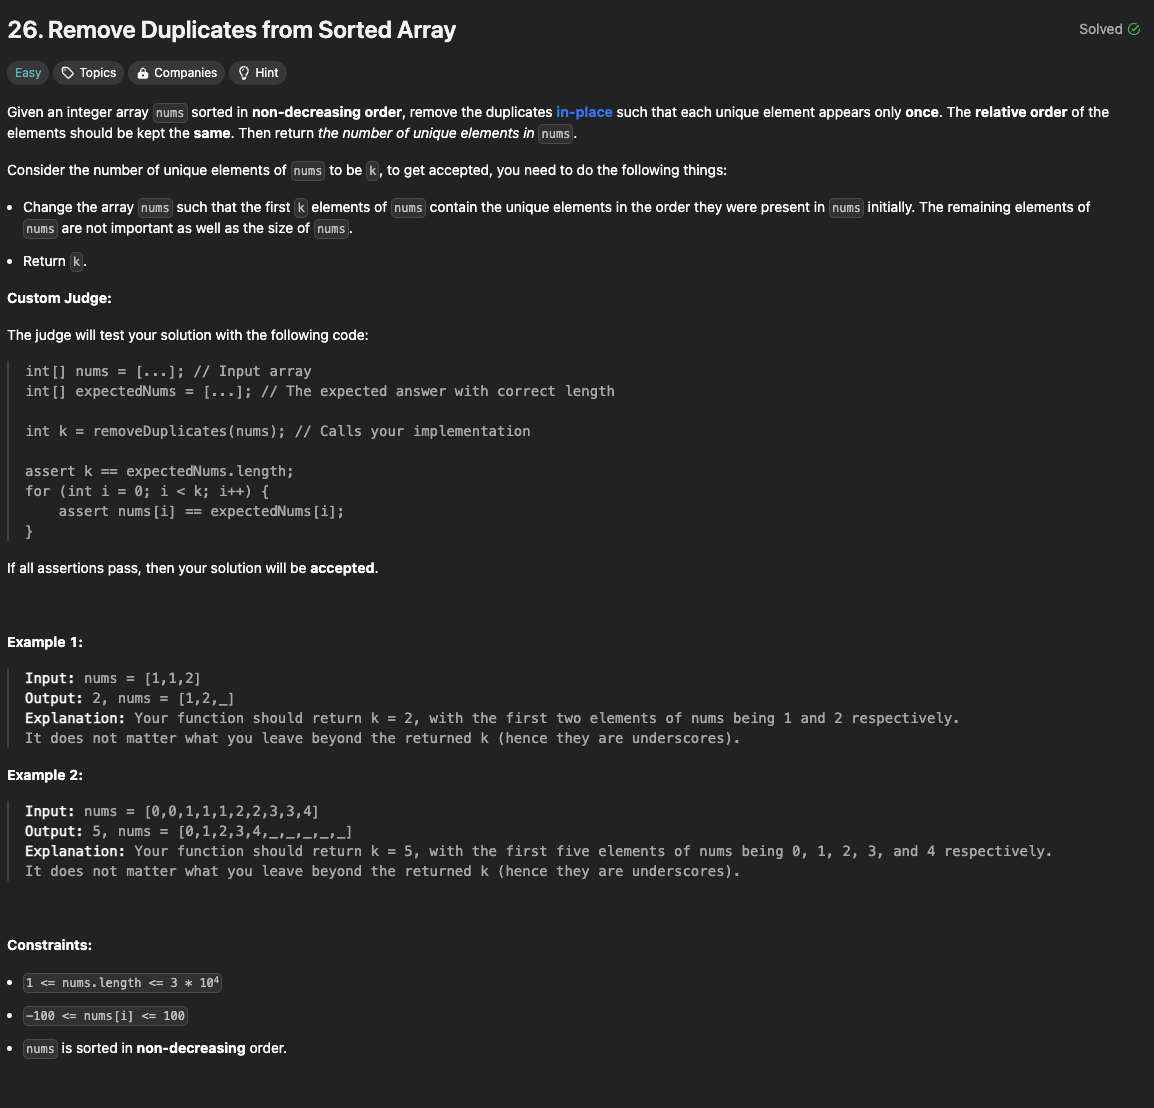 26. Remove Duplicates from Sorted Array
Solved
Easy Topics Companies Hint
Given an integer array nums sorted in non-decreasing order, remove the duplicates in-place such that each unique element appears only once. The relative order of the
elements should be kept the same. Then return the number of unique elements in nums.
Consider the number of unique elements of nums to be k, to get accepted, you need to do the following things:
• Change the array nums such that the first k elements of nums contain the unique elements in the order they were present in nums initially. The remaining elements of
nums are not important as well as the size of nums.
• Return k.
Custom Judge:
The judge will test your solution with the following code:
int[] nums = [...]; // Input array
int[] expectedNums = [...]; // The expected answer with correct length
int k = removeDuplicates(nums); // Calls your implementation
assert k == expectedNums.length;
for (int i = 0; i < k; i++) {
    assert nums[i] == expectedNums[i];
}
If all assertions pass, then your solution will be accepted.
Example 1:
Input: nums = [1,1,2]
Output: 2, nums = [1,2,_]
Explanation: Your function should return k = 2, with the first two elements of nums being 1 and 2 respectively.
It does not matter what you leave beyond the returned k (hence they are underscores).
Example 2:
Input: nums = [0,0,1,1,1,2,2,3,3,4]
Output: 5, nums = [0,1,2,3,4,_,_,_,_,_]
Explanation: Your function should return k = 5, with the first five elements of nums being 0, 1, 2, 3, and 4 respectively.
It does not matter what you leave beyond the returned k (hence they are underscores).
Constraints:
• 1 <= nums.length <= 3 * 10⁴
• -100 <= nums[i] <= 100
• nums is sorted in non-decreasing order.